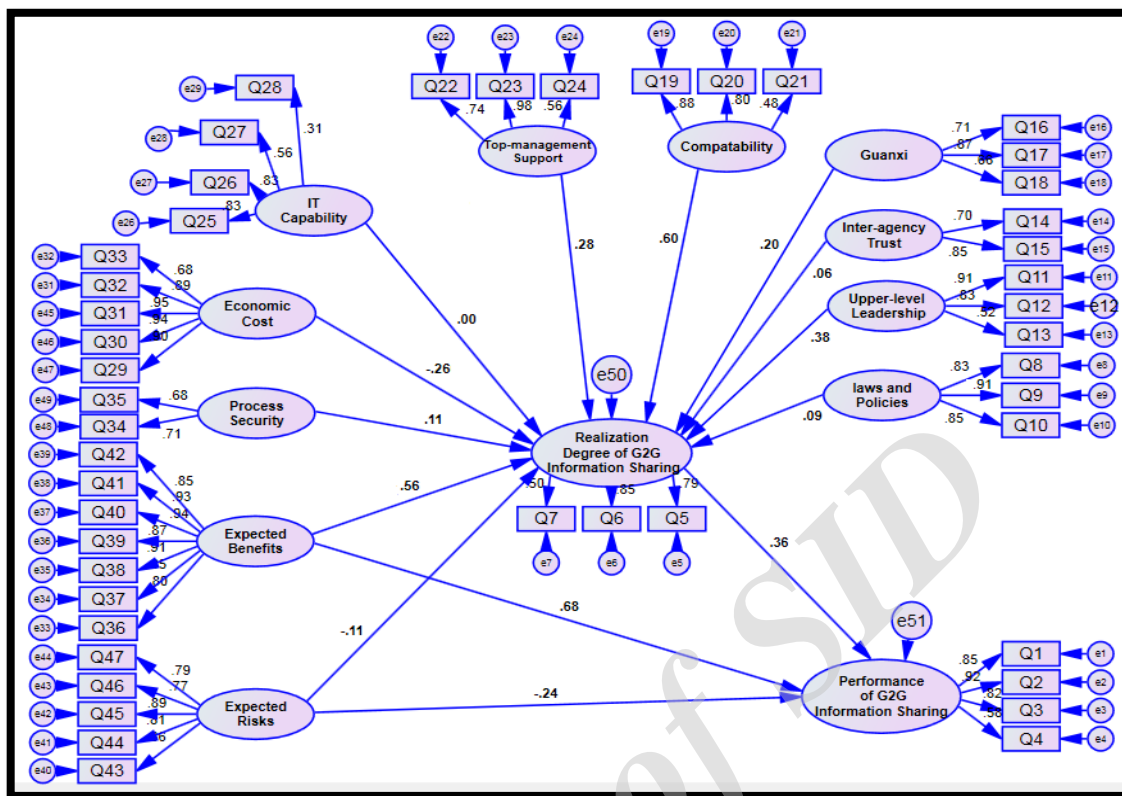 e22
e23
e24
Q22
Q23
Q24
.74
.98
.56
Top-management
Support
e19
e20
e21
Q19
Q20
Q21
.88
.80
.48
Compatability
e29
Q28
.31
e28
Q27
.56
e27
Q26
.83
e26
Q25
.83
IT
Capability
Guanxi
.71
Q16
e16
.87
Q17
e17
Q18
e18
Inter-agency
Trust
.70
Q14
e14
.85
Q15
e15
Upper-level
Leadership
.91
Q11
e11
.83
Q12
e12
Q13
e13
laws and
Policies
.83
Q8
e8
.91
Q9
e9
.85
Q10
e10
e32
Q33
.68
e31
Q32
.89
e45
Q31
.95
e46
Q30
.94
e47
Q29
Economic
Cost
e49
Q35
.68
e48
Q34
.71
Process
Security
e39
Q42
.85
e38
Q41
.93
e37
Q40
.94
e36
Q39
.87
e35
Q38
.91
e34
Q37
e33
Q36
.80
Expected
Benefits
e44
Q47
.79
e43
Q46
.77
e42
Q45
.89
e41
Q44
.81
e40
Q43
Expected
Risks
.28
.60
.20
.06
.38
.09
.00
-.26
.11
.56
-.11
.68
-.24
.36
e50
Realization
Degree of G2G
Information Sharing
.50
.85
.79
Q7
Q6
Q5
e7
e6
e5
e51
Performance
of G2G
Information Sharing
.85
Q1
e1
.92
Q2
e2
.82
Q3
e3
.58
Q4
e4
of SID